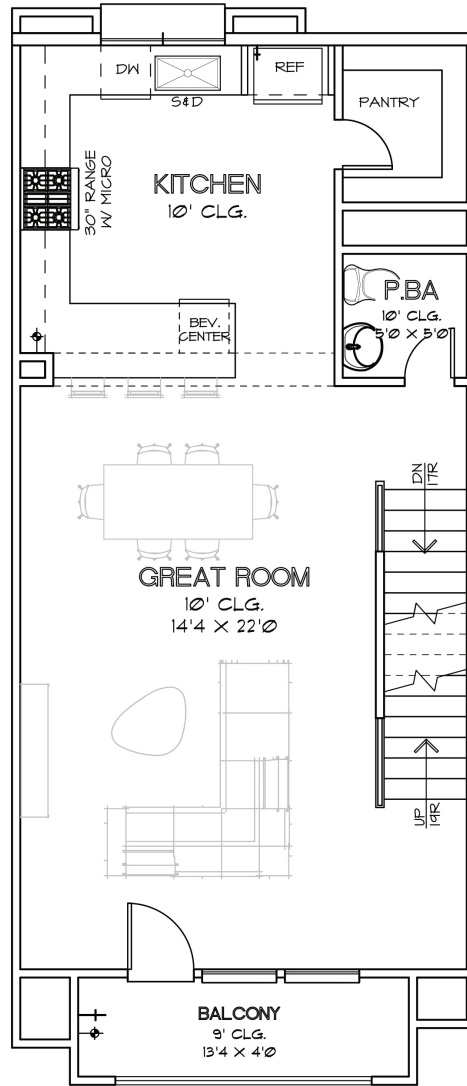 DW
S&D
REF
PANTRY
30" RANGE
W/ MICRO
KITCHEN
10' CLG.
BEV.
CENTER
P.BA
10' CLG.
5'0 X 5'0
DN
17R
GREAT ROOM
10' CLG.
14'4 X 22'0
UP
19R
BALCONY
9' CLG.
13'4 X 4'0